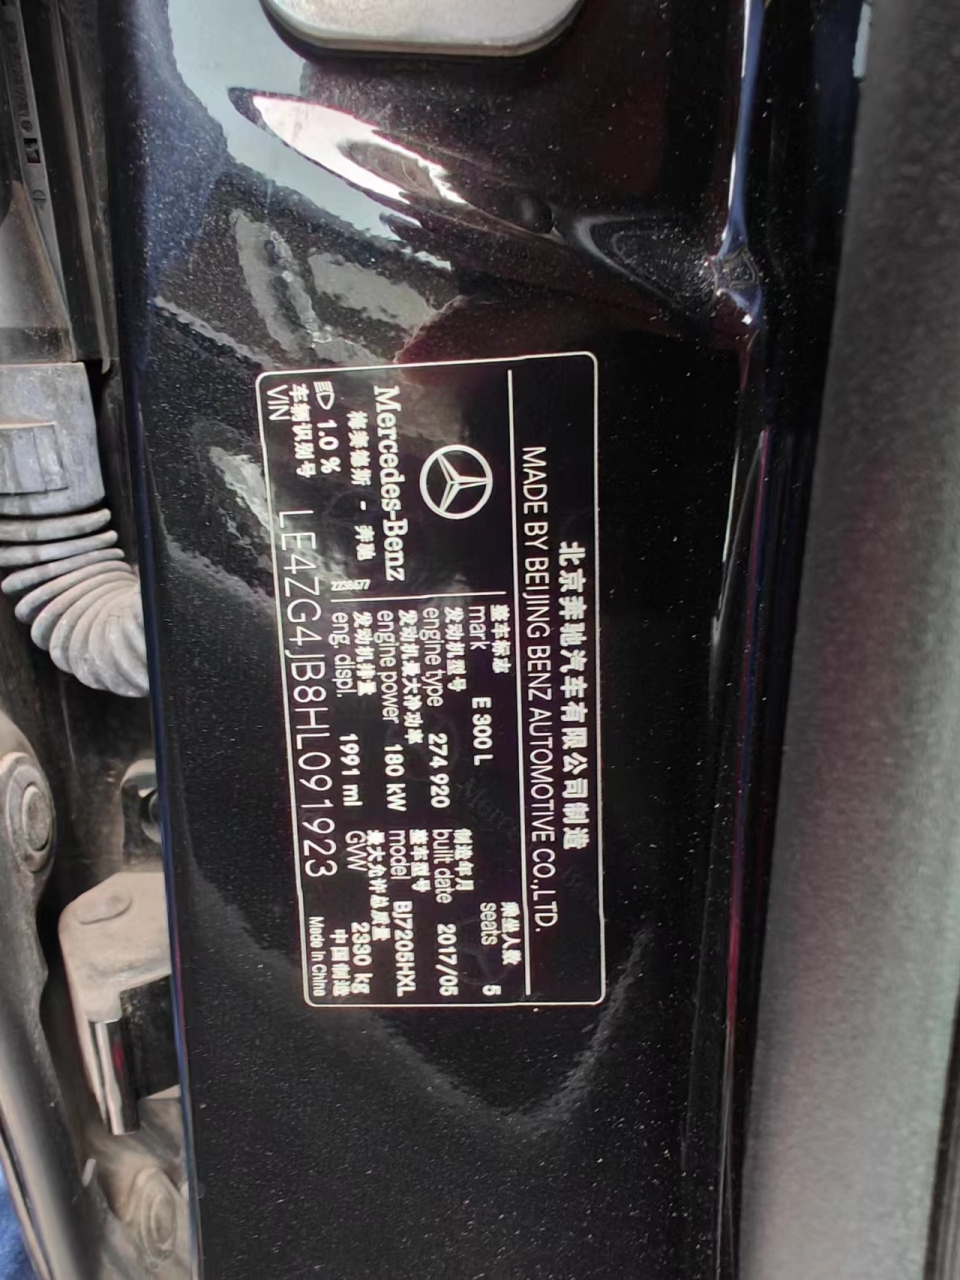 北京奔驰汽车有限公司制造
MADE BY BEIJING BENZ AUTOMOTIVE CO.,LTD.
整车标志
mark E 300 L
乘坐人数
seats 5
Mercedes-Benz
梅赛德斯 - 奔驰
1.0 %
2238677
发动机型号
engine type 274 920
制造年月
built date 2017/05
发动机最大净功率
engine power 180 kW
整车型号
model BJ7205HXL
发动机排量
eng. displ. 1991 ml
最大允许总质量
GVW 2330 kg
车辆识别号
VIN LE4ZG4JB8HL091923
中国制造
Made in China